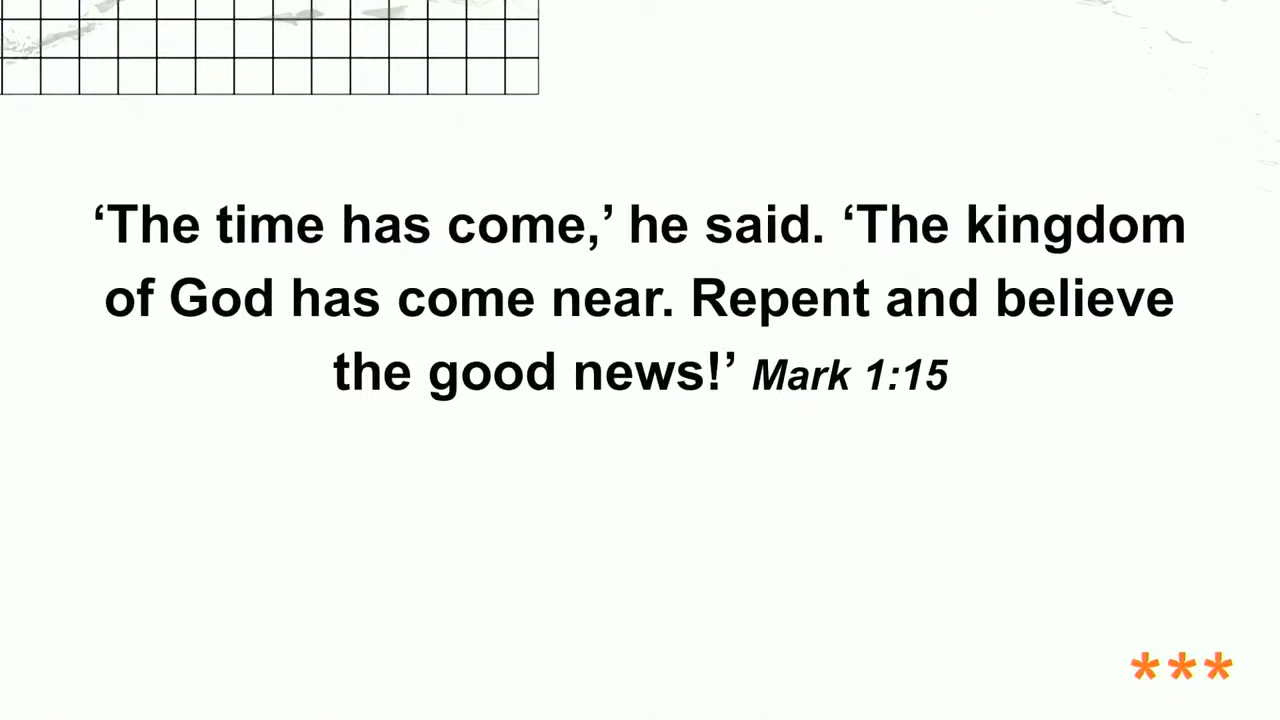 ‘The time has come,’ he said. ‘The kingdom
of God has come near. Repent and believe
the good news!’ Mark 1:15
***